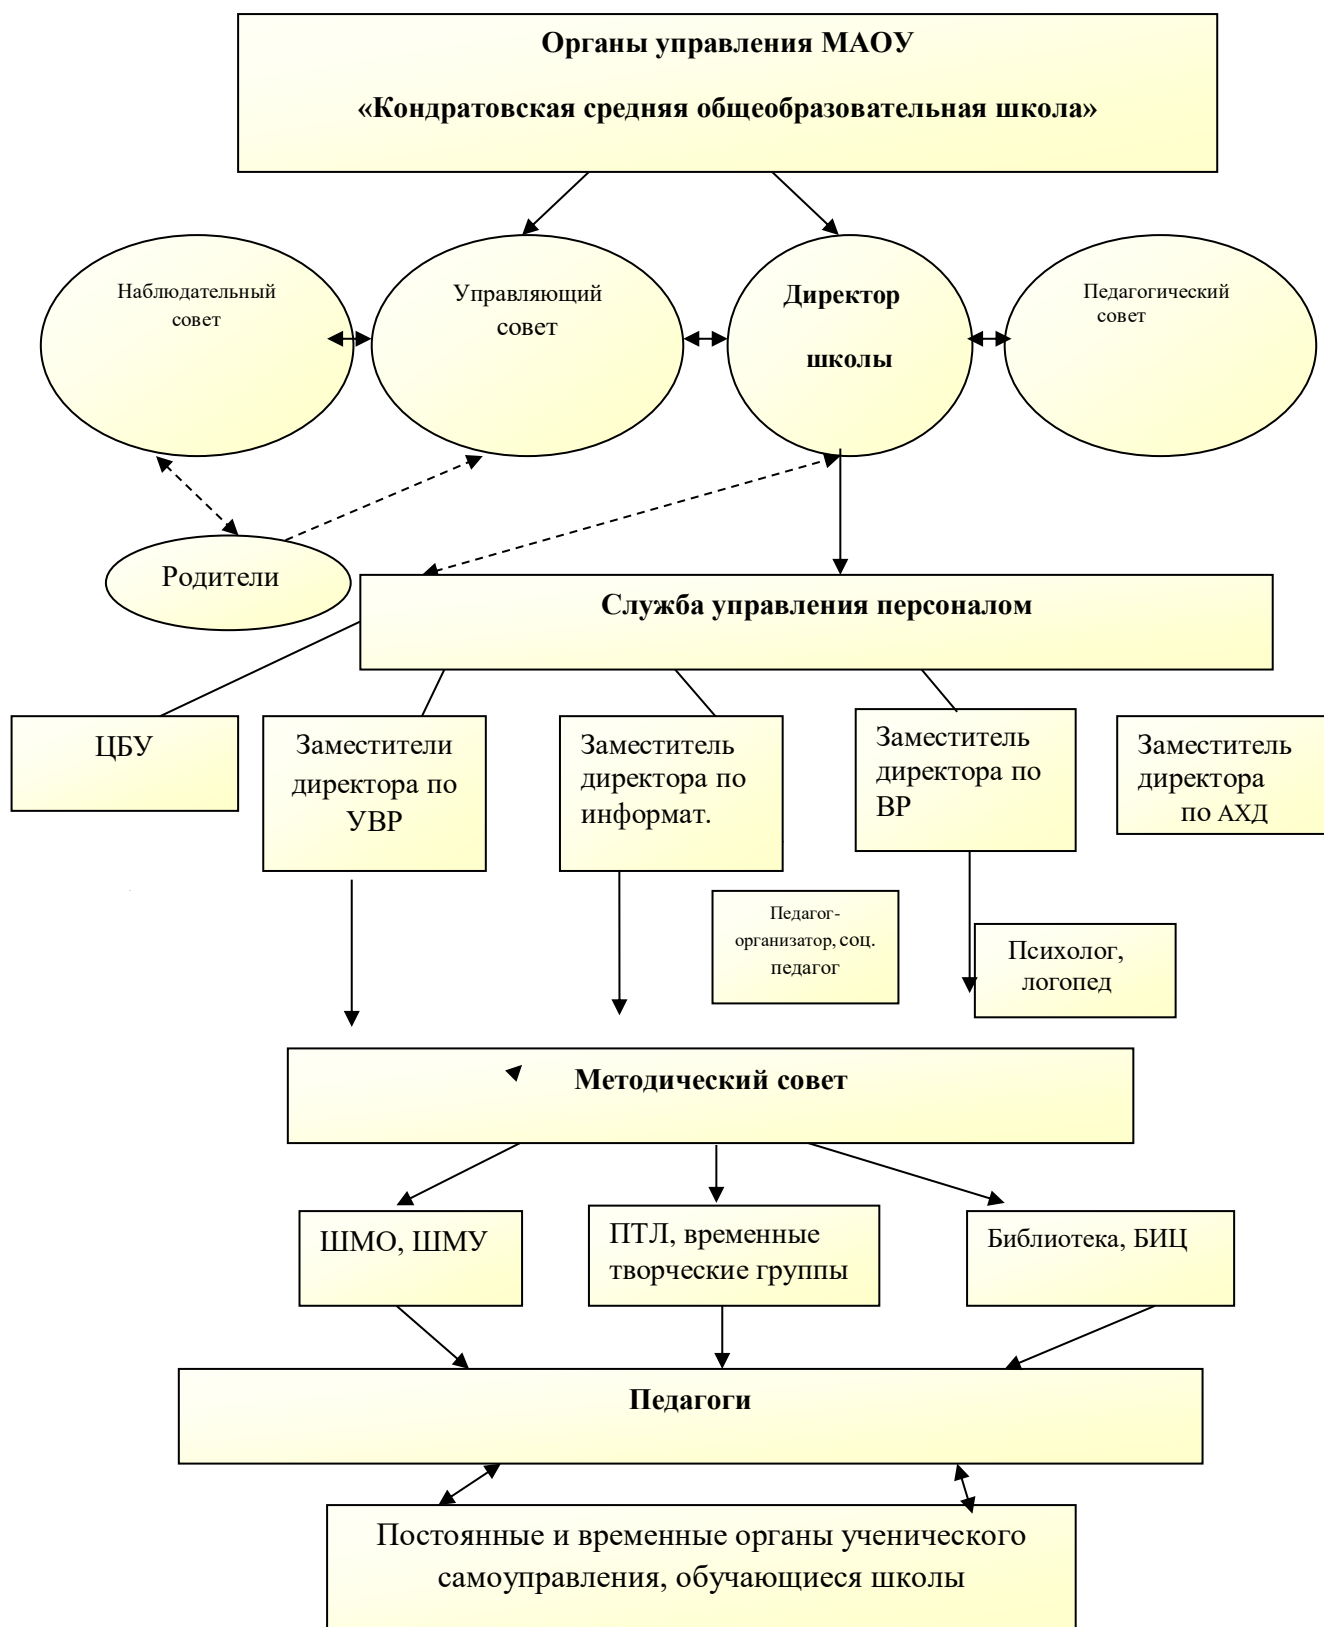 Органы управления МАОУ
«Кондратовская средняя общеобразовательная школа»
Наблюдательный
совет
Управляющий
совет
Директор
школы
Педагогический
совет
Родители
Служба управления персоналом
ЦБУ
Заместители
директора по
УВР
Заместитель
директора по
информат.
Заместитель
директора по
ВР
Заместитель
директора
по АХД
Педагог-
организатор, соц.
педагог
Психолог,
логопед
Методический совет
ШМО, ШМУ
ПТЛ, временные
творческие группы
Библиотека, БИЦ
Педагоги
Постоянные и временные органы ученического
самоуправления, обучающиеся школы